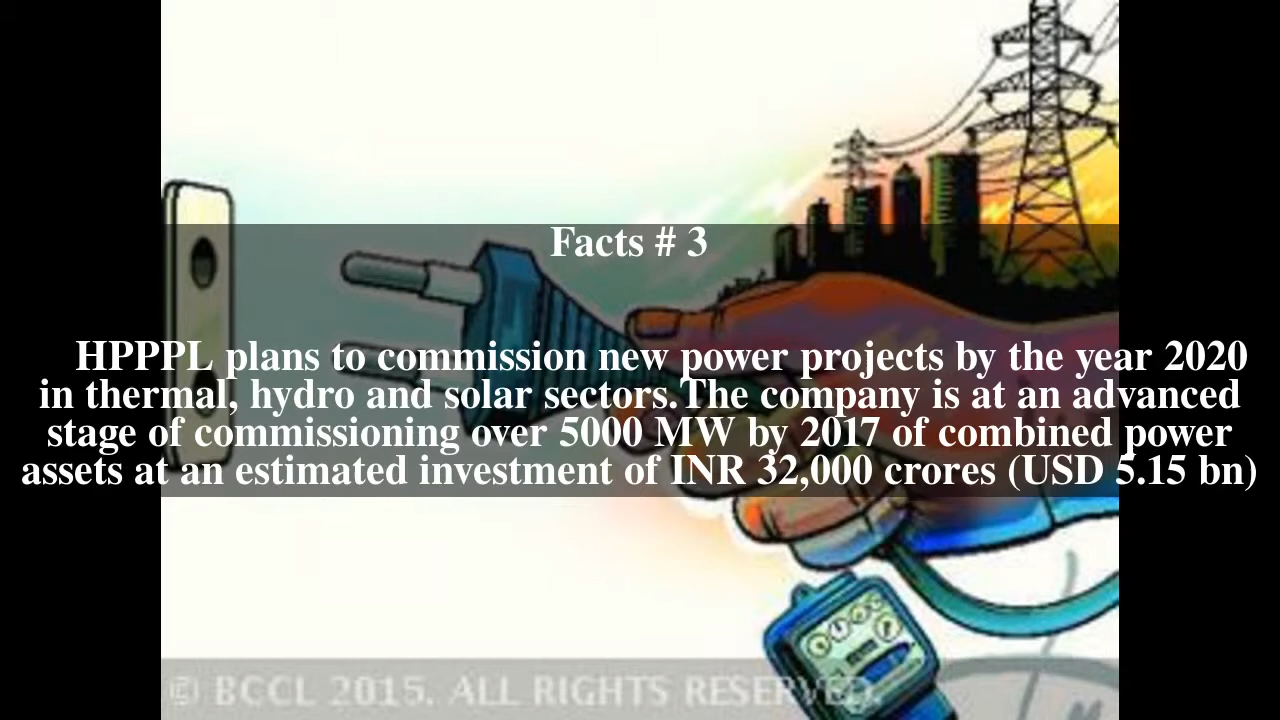 Facts # 3
HPPPL plans to commission new power projects by the year 2020
in thermal, hydro and solar sectors.The company is at an advanced
stage of commissioning over 5000 MW by 2017 of combined power
assets at an estimated investment of INR 32,000 crores (USD 5.15 bn)
© BCCL 2015. ALL RIGHTS RESERVED.